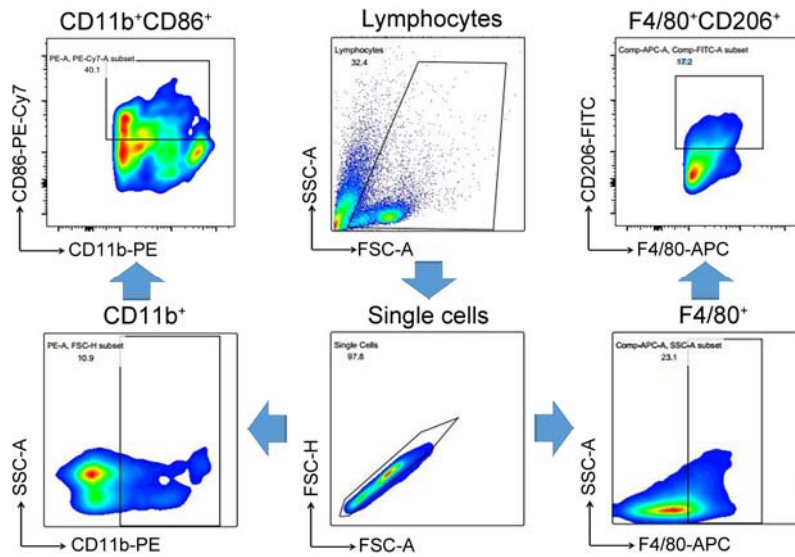 CD11b⁺CD86⁺
PE-A, PE-Cy7-A subset
40.1
CD86-PE-Cy7
CD11b-PE
Lymphocytes
Lymphocytes
32.4
SSC-A
FSC-A
F4/80⁺CD206⁺
Comp-APC-A, Comp-FITC-A subset
17.2
CD206-FITC
F4/80-APC
CD11b⁺
PE-A, FSC-H subset
10.9
SSC-A
CD11b-PE
Single cells
Single Cells
97.8
FSC-H
FSC-A
F4/80⁺
Comp-APC-A, SSC-A subset
23.1
SSC-A
F4/80-APC